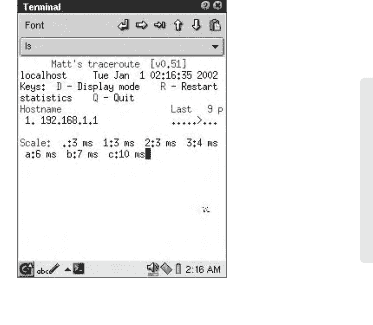 Terminal
Font
ls
Matt's traceroute [v0.51]
localhost Tue Jan 1 02:16:35 2002
Keys: D - Display mode R - Restart
statistics Q - Quit
Hostname Last 9 p
1. 192.168.1.1 .....>...
Scale: .:3 ms 1:3 ms 2:3 ms 3:4 ms
a:6 ms b:7 ms c:10 ms
abc
2:16 AM